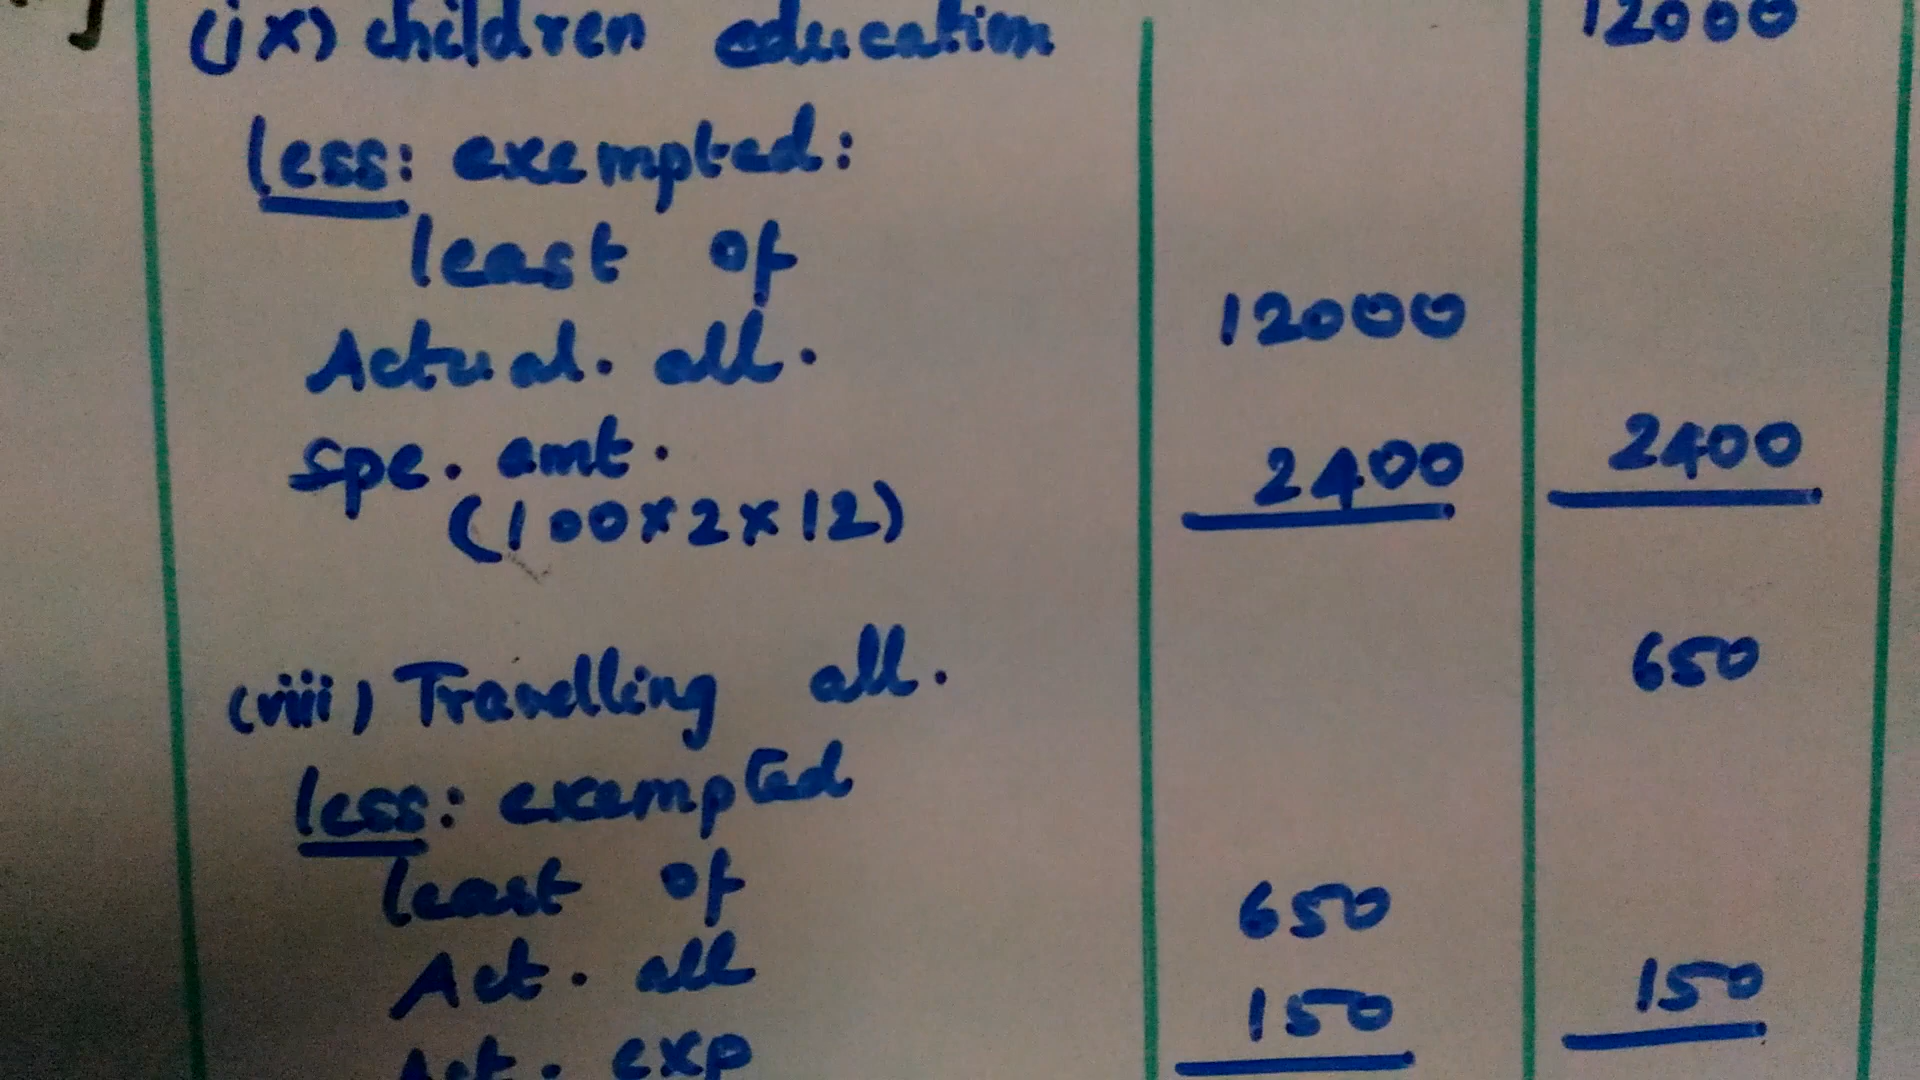 (ix) children education 12000
Less: exempted:
least of
Actual. all. 12000
spe. amt. 2400 2400
(100×2×12)
(viii) Travelling all. 650
less: exempted
least of
Act. all 650
Act. exp 150 150